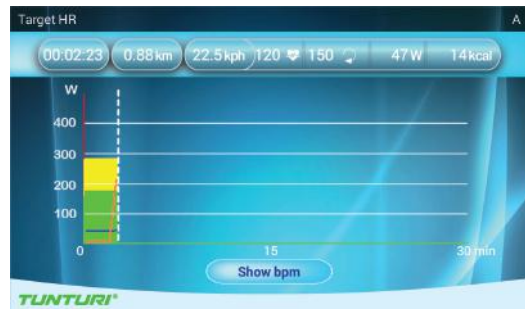 Target HR A
00:02:23 0.88 km 22.5 kph 120 150 47 W 14 kcal
W
400
300
200
100
0 15 30 min
Show bpm
TUNTURI®